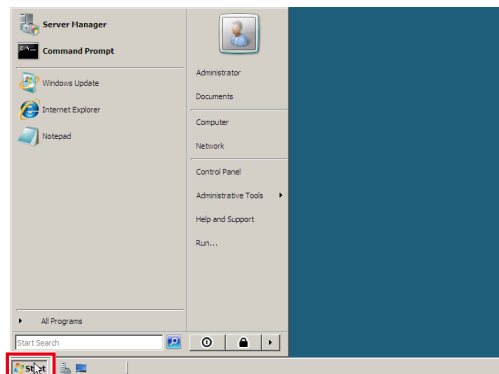 Server Manager
Command Prompt
Windows Update
Internet Explorer
Notepad
All Programs
Start Search
Administrator
Documents
Computer
Network
Control Panel
Administrative Tools
Help and Support
Run...
Start